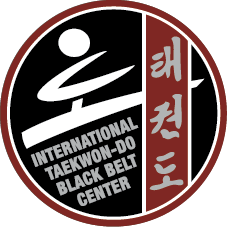 INTERNATIONAL
TAEKWON-DO
BLACK BELT
CENTER
태권도